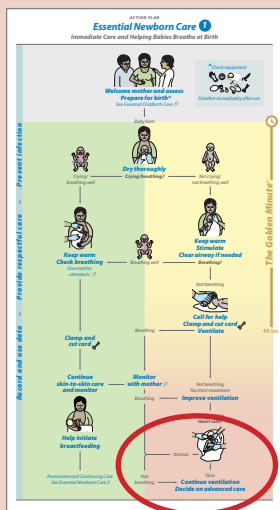 ACTION PLAN
Essential Newborn Care 1
Immediate Care and Helping Babies Breathe at Birth
Welcome mother and assess
Prepare for birth*
See Essential Childbirth Care
*Check equipment
Disinfect immediately after use
Baby born
Dry thoroughly
Crying/breathing?
Crying/
breathing well
Not crying/
not breathing well
Keep warm
Check breathing
Give mother
uterotonic
Breathing well
Keep warm
Stimulate
Clear airway if needed
Breathing?
Not breathing
Call for help
Clamp and cut cord
Ventilate
Breathing
Clamp and
cut cord
Continue
skin-to-skin care
and monitor
Monitor
with mother
Not breathing
No chest movement
Breathing
Improve ventilation
Heart rate?
Help initiate
breastfeeding
Normal
Slow
Assessment and Continuing Care
See Essential Newborn Care 2
Not
breathing
Continue ventilation
Decide on advanced care
Prevent infection
Provide respectful care
Record and use data
The Golden Minute
60 sec